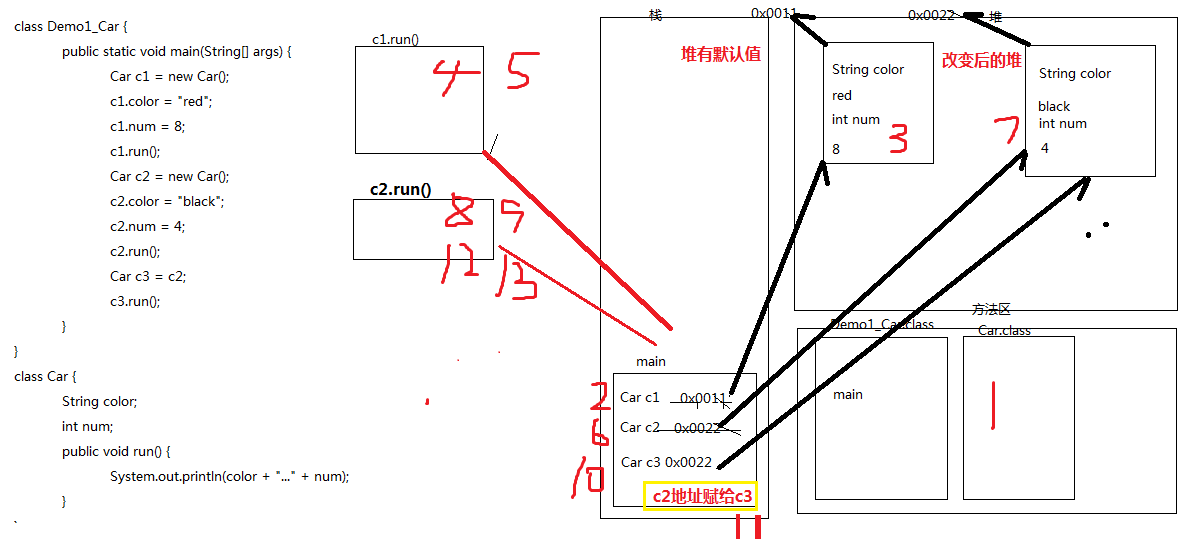 class Demo1_Car {
public static void main(String[] args) {
Car c1 = new Car();
c1.color = "red";
c1.num = 8;
c1.run();
Car c2 = new Car();
c2.color = "black";
c2.num = 4;
c2.run();
Car c3 = c2;
c3.run();
}
}
class Car {
String color;
int num;
public void run() {
System.out.println(color + "..." + num);
}
c1.run()
4 5
c2.run()
8 9
12 13
栈
堆有默认值
main
2 Car c1 0x0011
6 Car c2 0x0022
10 Car c3 0x0022
c2地址赋给c3
11
0x0011
0x0022 堆
String color
red
int num
8
3
改变后的堆
String color
black
int num
4
7
方法区
Demo1_Car.class
main
Car.class
1